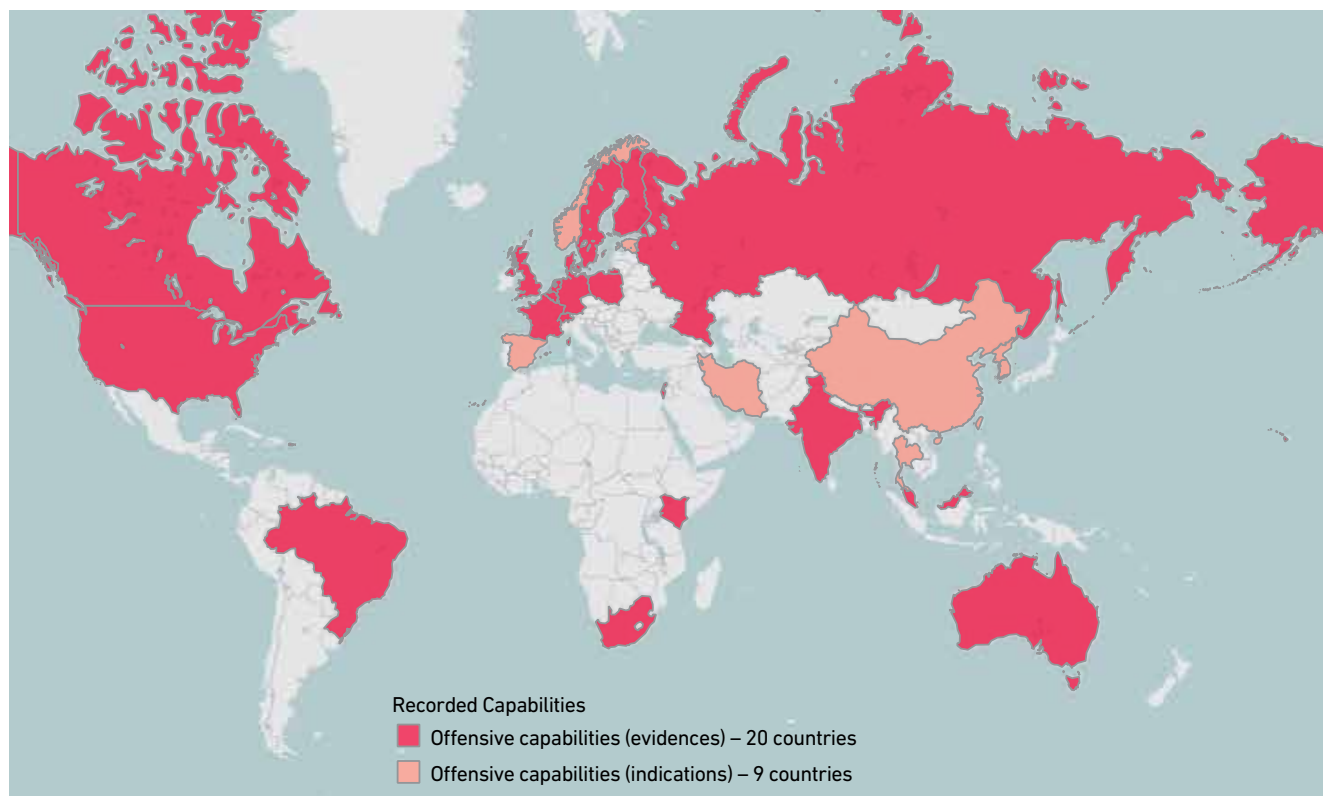 Recorded Capabilities
Offensive capabilities (evidences) – 20 countries
Offensive capabilities (indications) – 9 countries